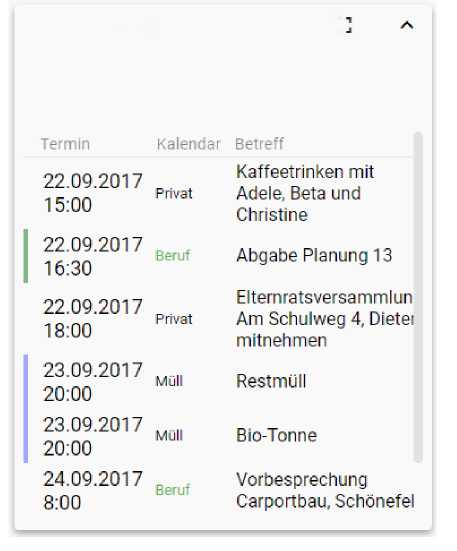 Termin Kalendar Betreff
22.09.2017 15:00 Privat Kaffeetrinken mit
Adele, Beta und
Christine
22.09.2017 16:30 Beruf Abgabe Planung 13
22.09.2017 18:00 Privat Elternratsversammlun
Am Schulweg 4, Dieter
mitnehmen
23.09.2017 20:00 Müll Restmüll
23.09.2017 20:00 Müll Bio-Tonne
24.09.2017 8:00 Beruf Vorbesprechung
Carportbau, Schönefel